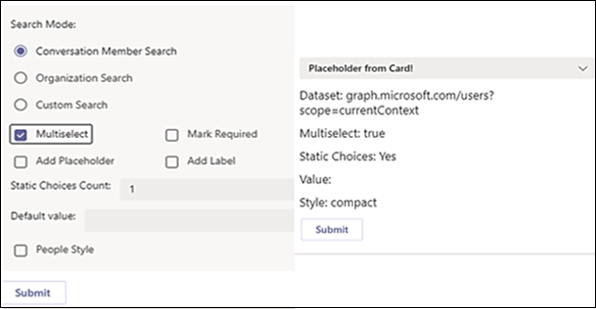 Search Mode:
Conversation Member Search
Organization Search
Custom Search
Multiselect
Mark Required
Add Placeholder
Add Label
Static Choices Count:
1
Default value:
People Style
Submit
Placeholder from Card!
Dataset: graph.microsoft.com/users?
scope=currentContext
Multiselect: true
Static Choices: Yes
Value:
Style: compact
Submit